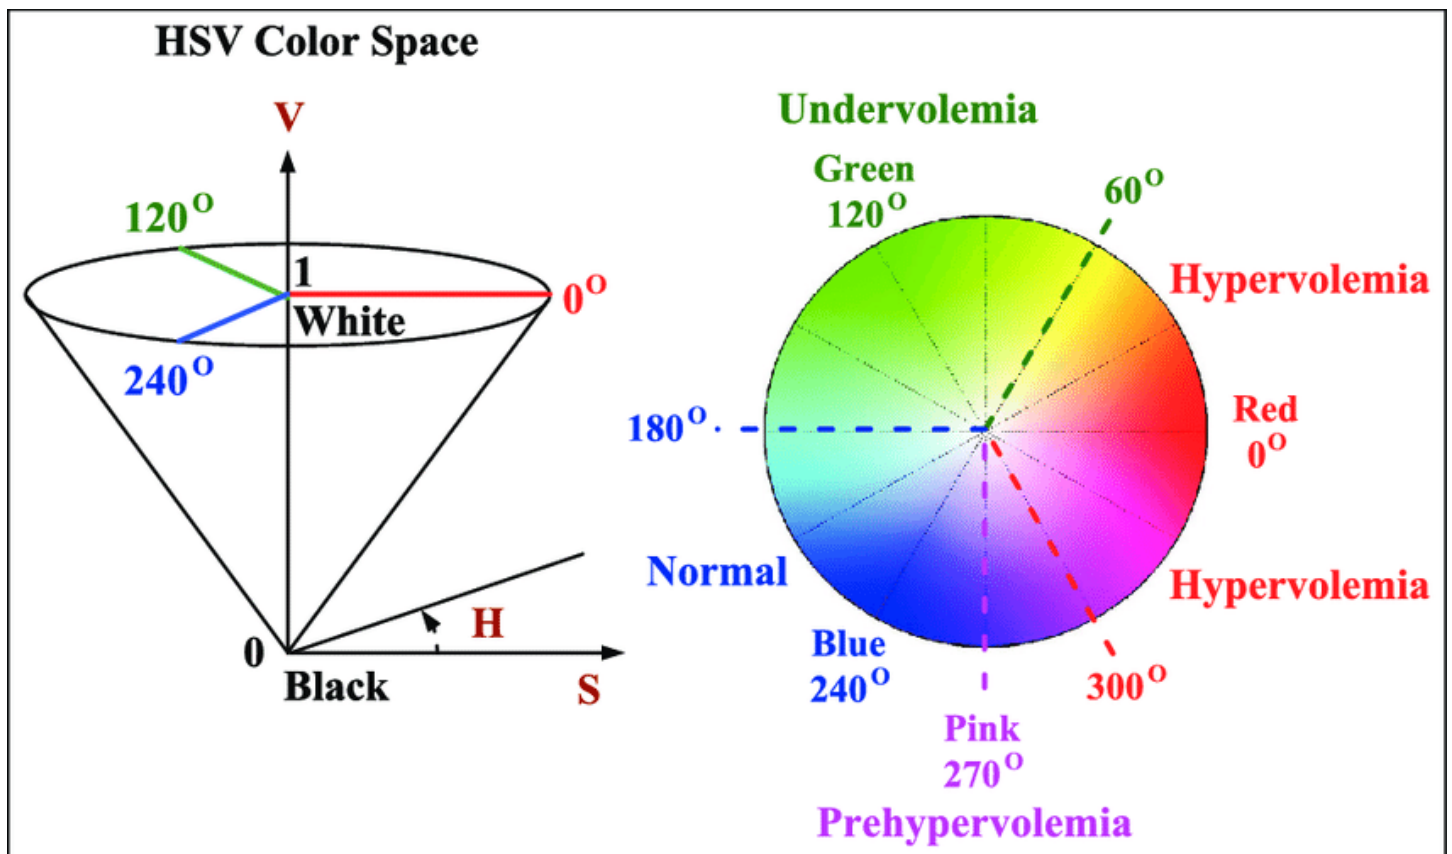 HSV Color Space
V
120°
1
White
0°
240°
0
H
Black
S
Undervolemia
Green
120°
60°
Hypervolemia
180°
Red
0°
Normal
Hypervolemia
Blue
240°
300°
Pink
270°
Prehypervolemia